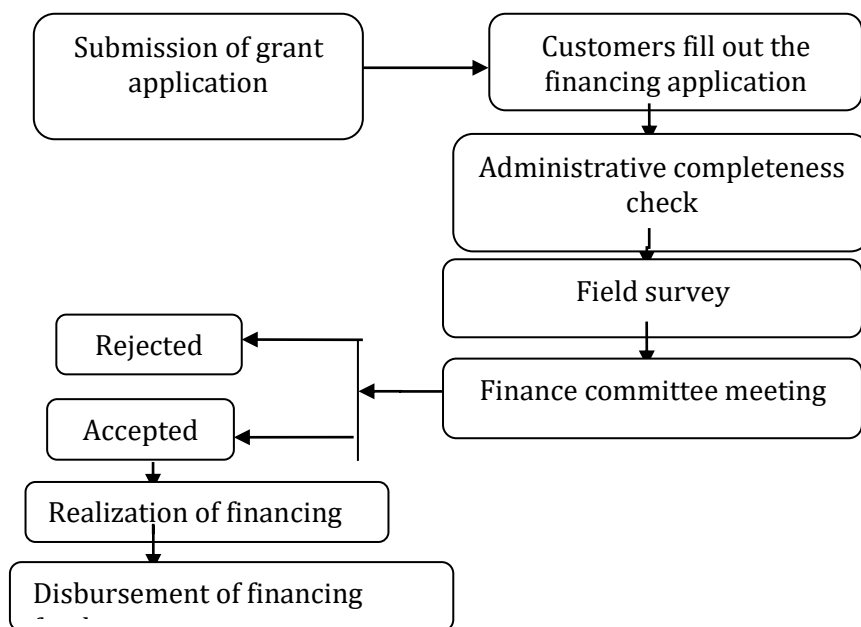 Submission of grant
application
Customers fill out the
financing application
Administrative completeness
check
Field survey
Finance committee meeting
Rejected
Accepted
Realization of financing
Disbursement of financing